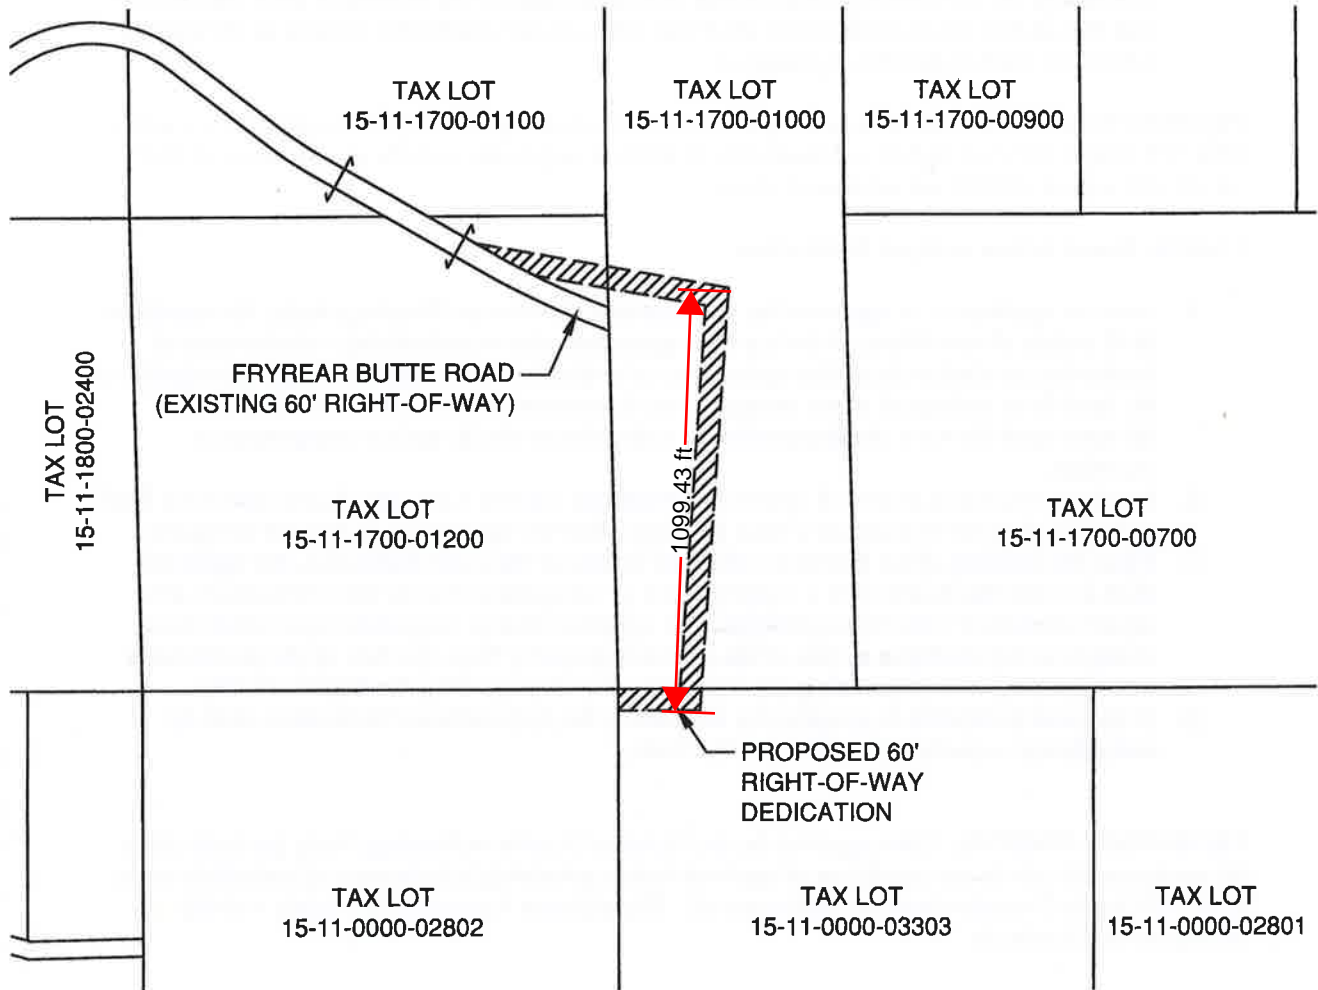 TAX LOT
15-11-1700-01100
TAX LOT
15-11-1700-01000
TAX LOT
15-11-1700-00900
FRYREAR BUTTE ROAD
(EXISTING 60' RIGHT-OF-WAY)
TAX LOT
15-11-1800-02400
1099.43 ft
TAX LOT
15-11-1700-01200
TAX LOT
15-11-1700-00700
PROPOSED 60'
RIGHT-OF-WAY
DEDICATION
TAX LOT
15-11-0000-02802
TAX LOT
15-11-0000-03303
TAX LOT
15-11-0000-02801